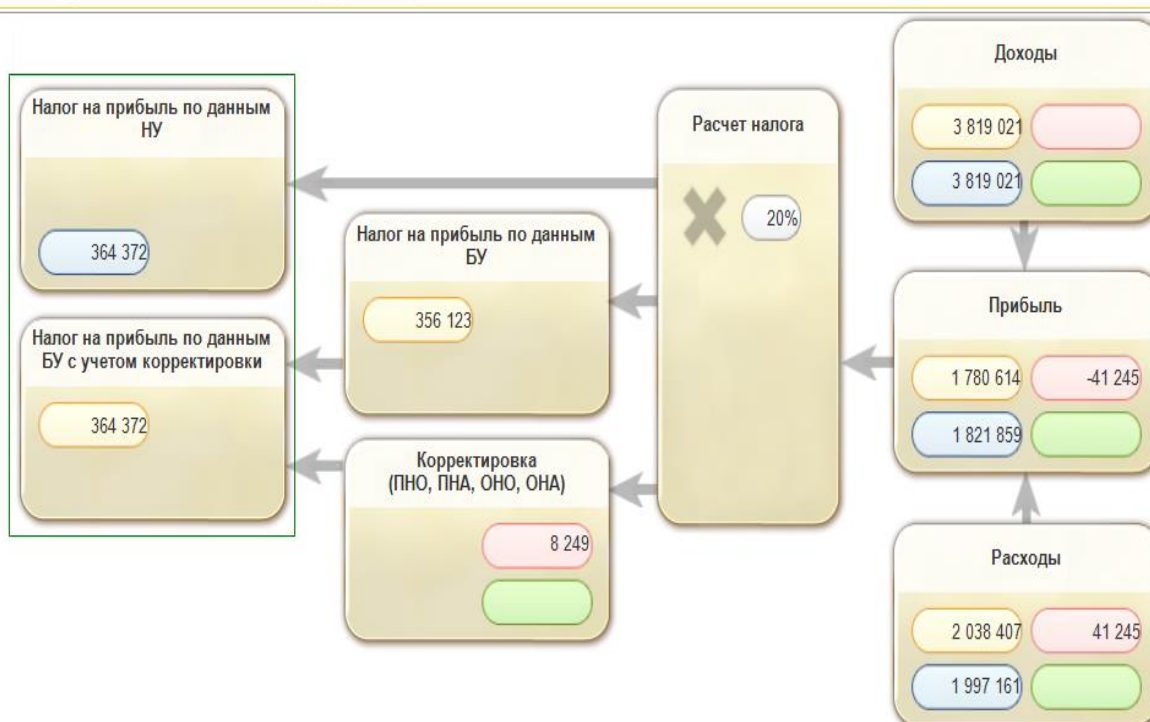 Налог на прибыль по данным
НУ
364 372
Налог на прибыль по данным
БУ с учетом корректировки
364 372
Налог на прибыль по данным
БУ
356 123
Корректировка
(ПНО, ПНА, ОНО, ОНА)
8 249
Расчет налога
20%
Доходы
3 819 021
3 819 021
Прибыль
1 780 614 -41 245
1 821 859
Расходы
2 038 407 41 245
1 997 161